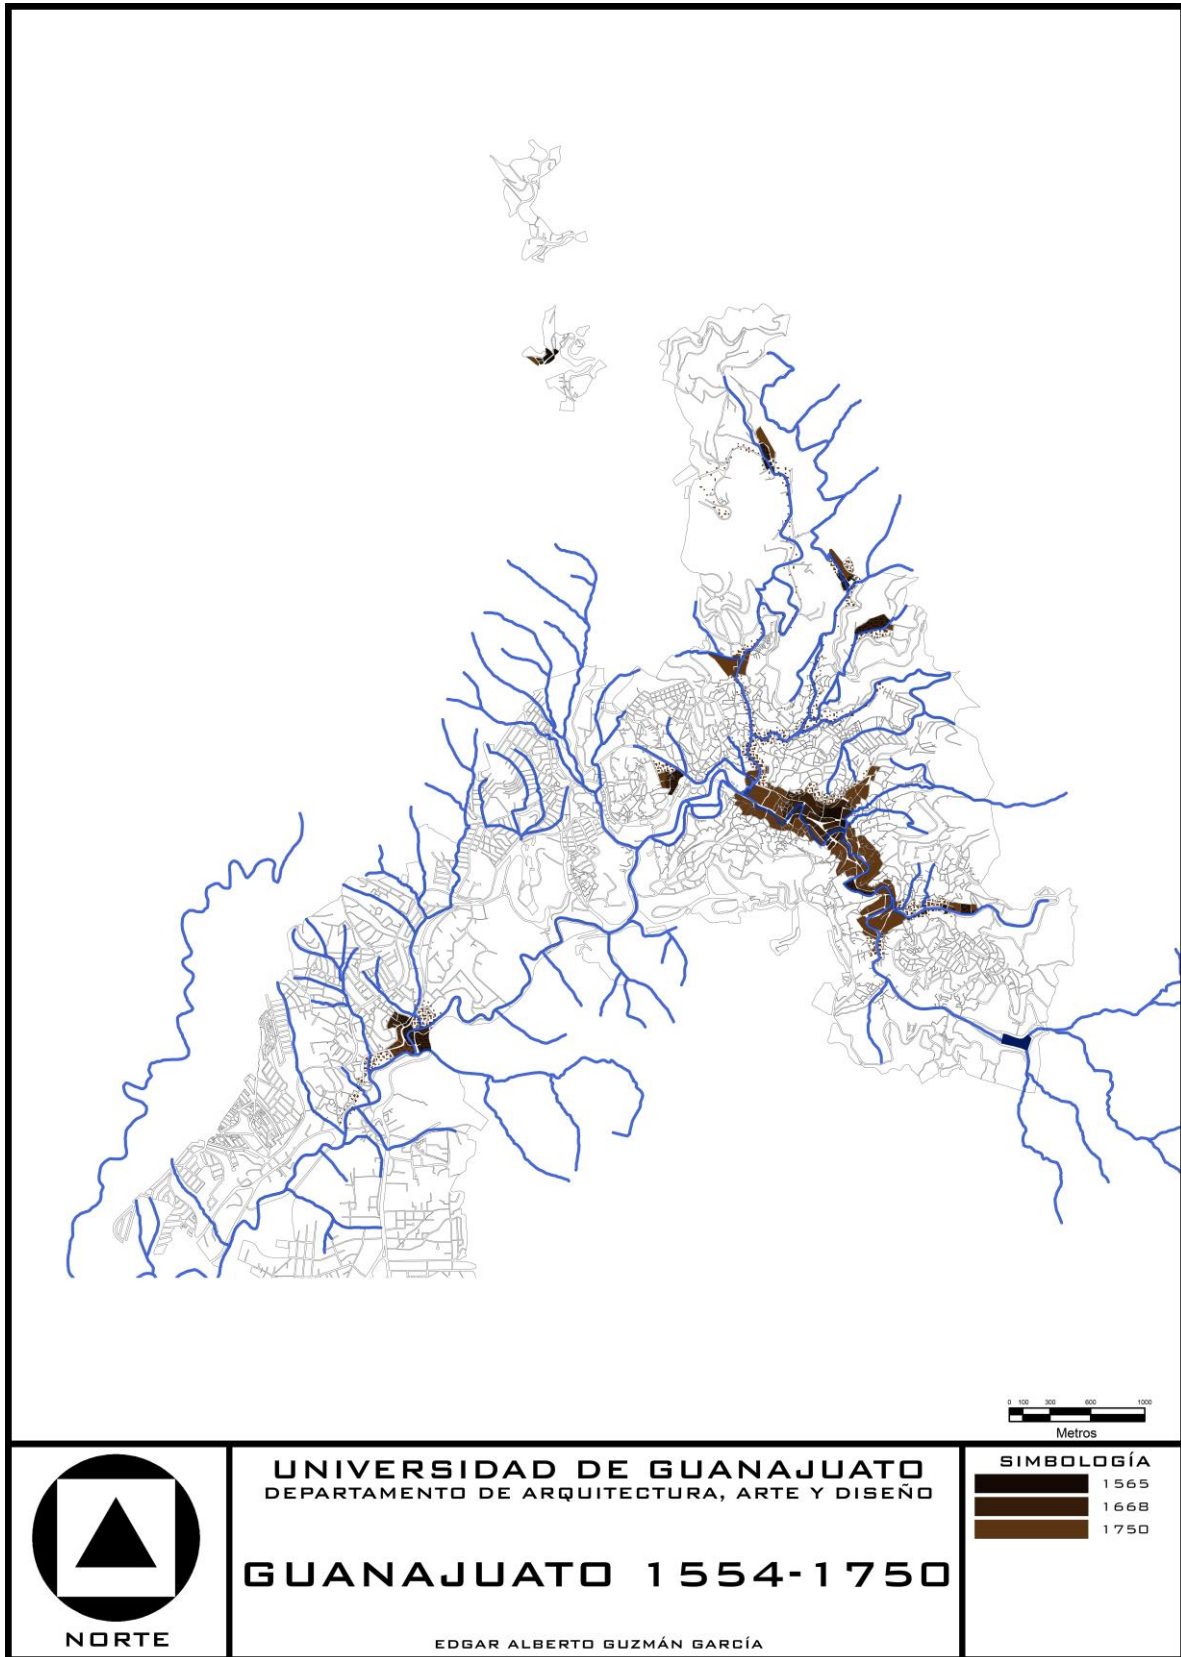 0 100 300 600 1000
Metros
NORTE
UNIVERSIDAD DE GUANAJUATO
DEPARTAMENTO DE ARQUITECTURA, ARTE Y DISEÑO
GUANAJUATO 1554-1750
EDGAR ALBERTO GUZMÁN GARCÍA
SIMBOLOGÍA
1565
1668
1750